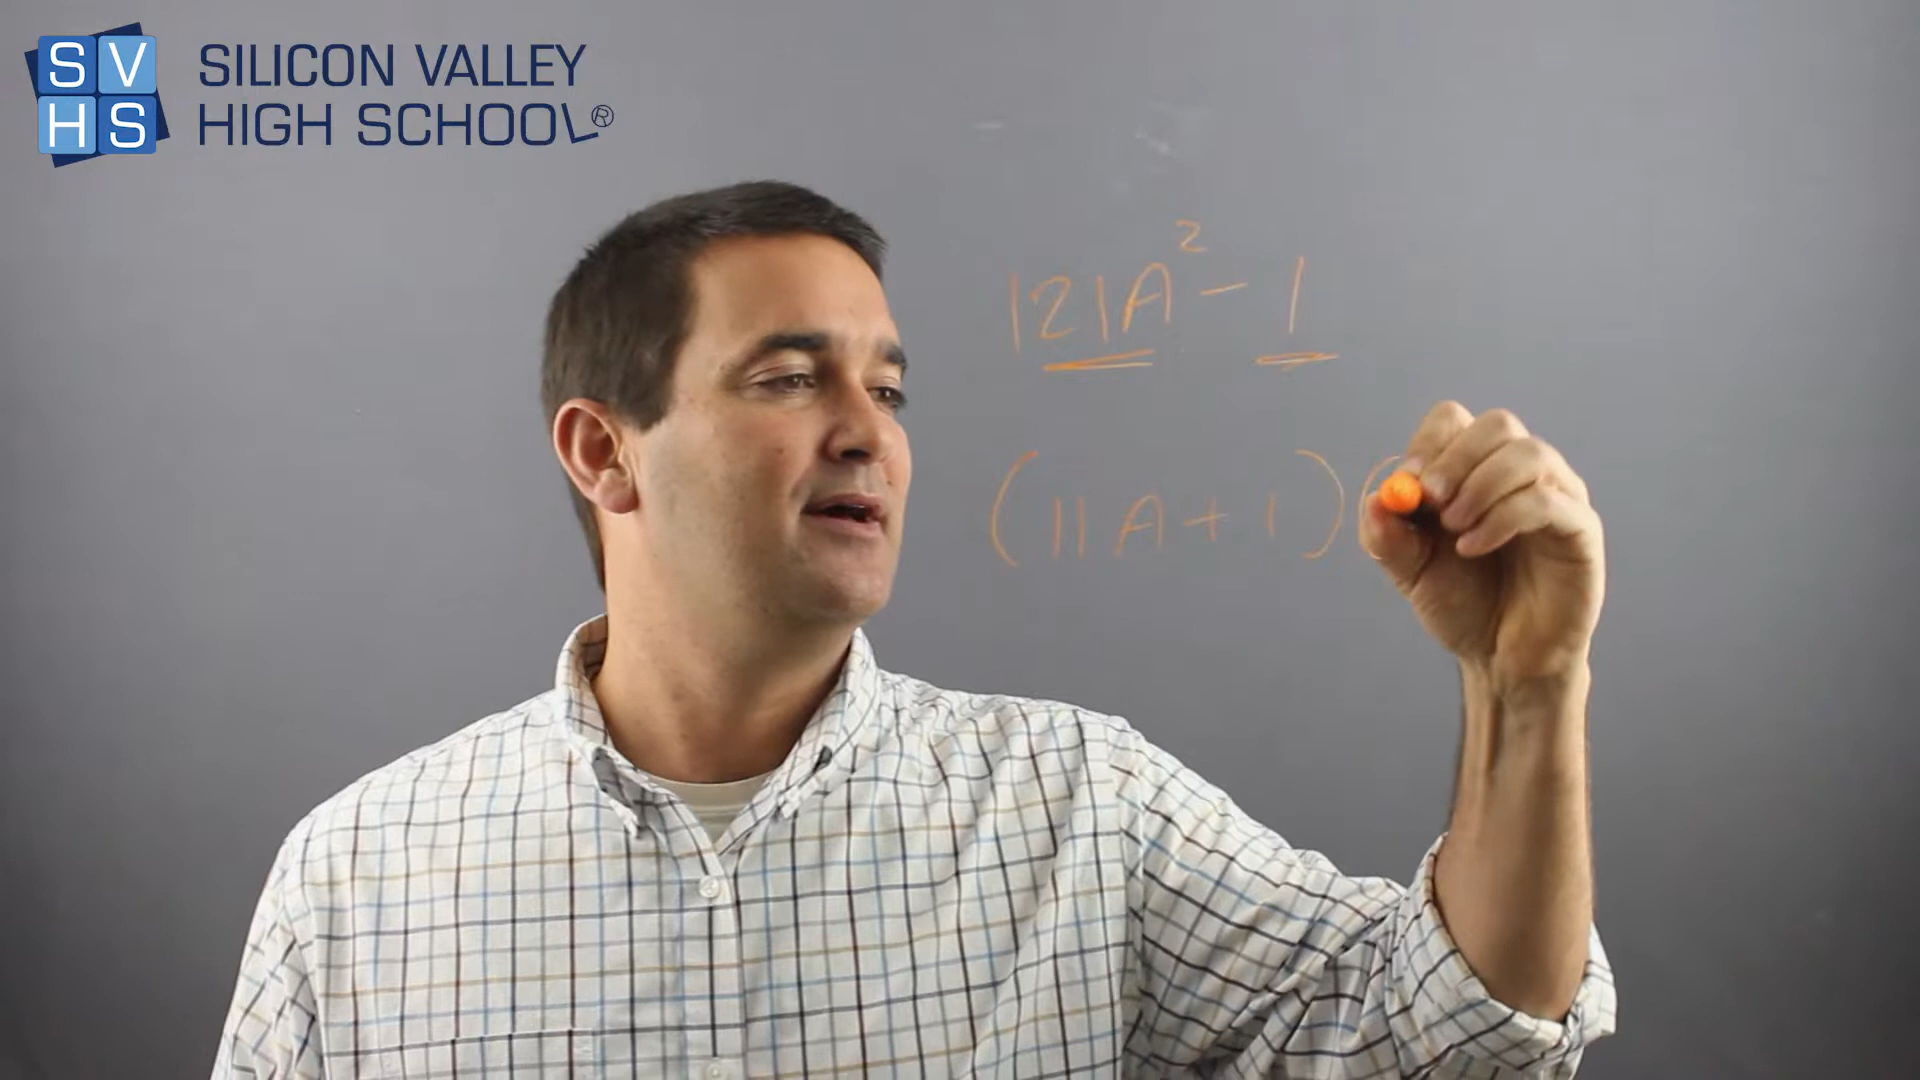 SV
HS
SILICON VALLEY
HIGH SCHOOL®
121A² - 1
(11A + 1)(